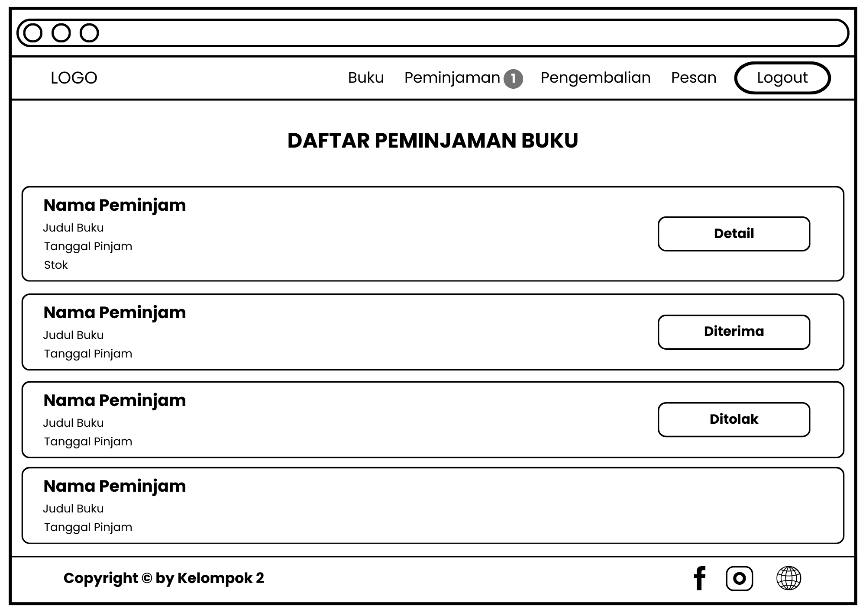 LOGO Buku Peminjaman 1 Pengembalian Pesan Logout
DAFTAR PEMINJAMAN BUKU
Nama Peminjam
Judul Buku
Tanggal Pinjam
Stok
Detail
Nama Peminjam
Judul Buku
Tanggal Pinjam
Diterima
Nama Peminjam
Judul Buku
Tanggal Pinjam
Ditolak
Nama Peminjam
Judul Buku
Tanggal Pinjam
Copyright © by Kelompok 2